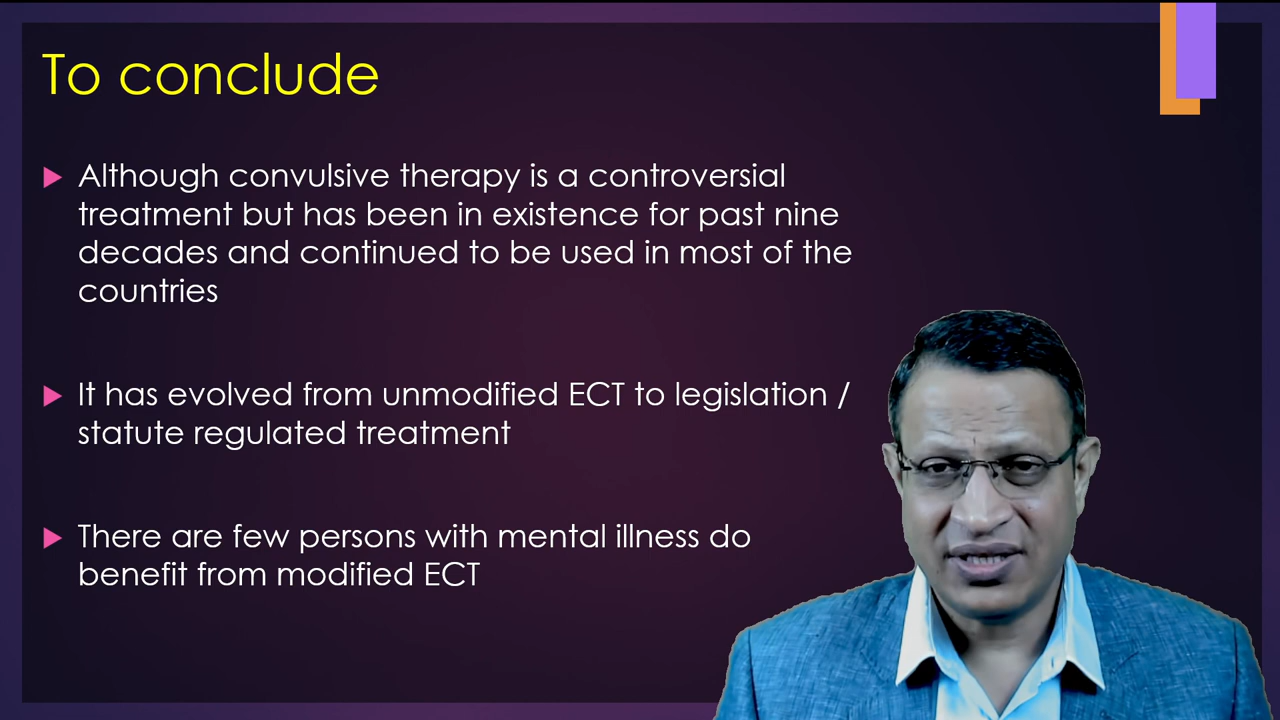 To conclude
Although convulsive therapy is a controversial
treatment but has been in existence for past nine
decades and continued to be used in most of the
countries
It has evolved from unmodified ECT to legislation /
statute regulated treatment
There are few persons with mental illness do
benefit from modified ECT